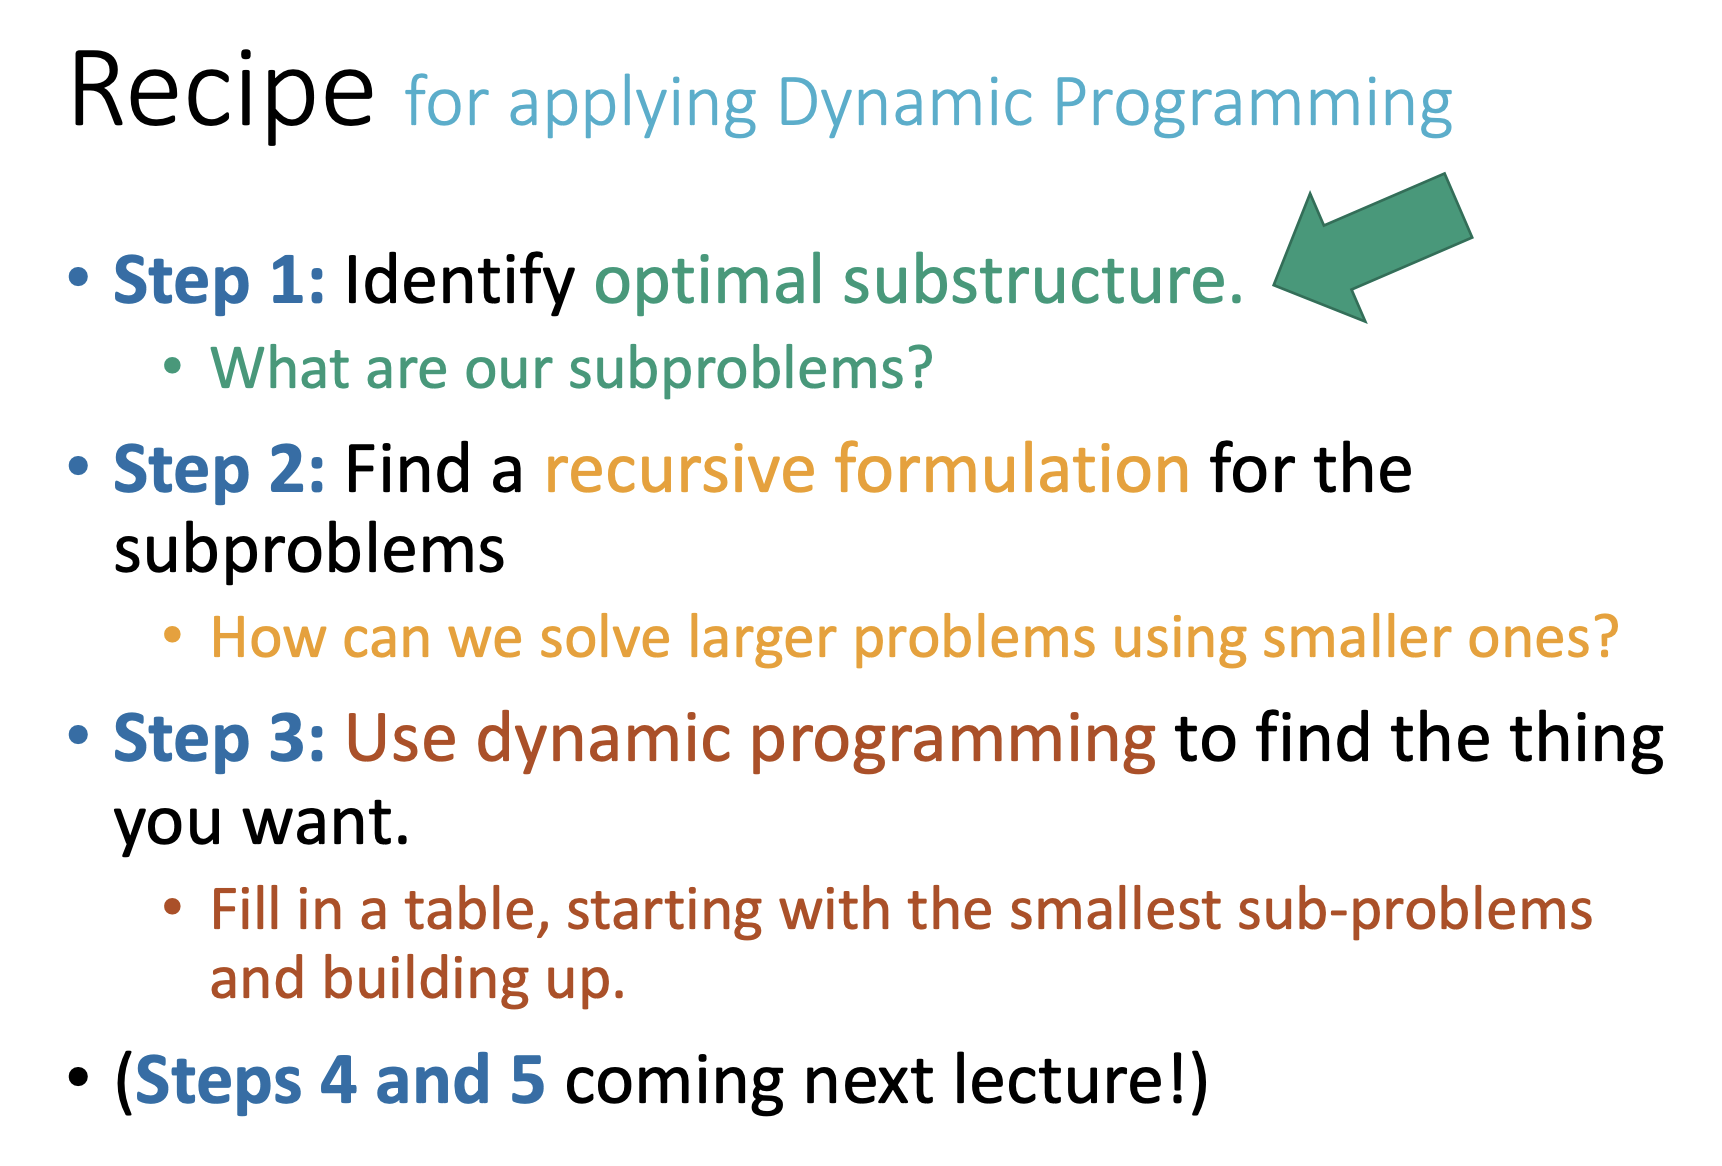 Recipe for applying Dynamic Programming
• Step 1: Identify optimal substructure.
• What are our subproblems?
• Step 2: Find a recursive formulation for the
subproblems
• How can we solve larger problems using smaller ones?
• Step 3: Use dynamic programming to find the thing
you want.
• Fill in a table, starting with the smallest sub-problems
and building up.
• (Steps 4 and 5 coming next lecture!)